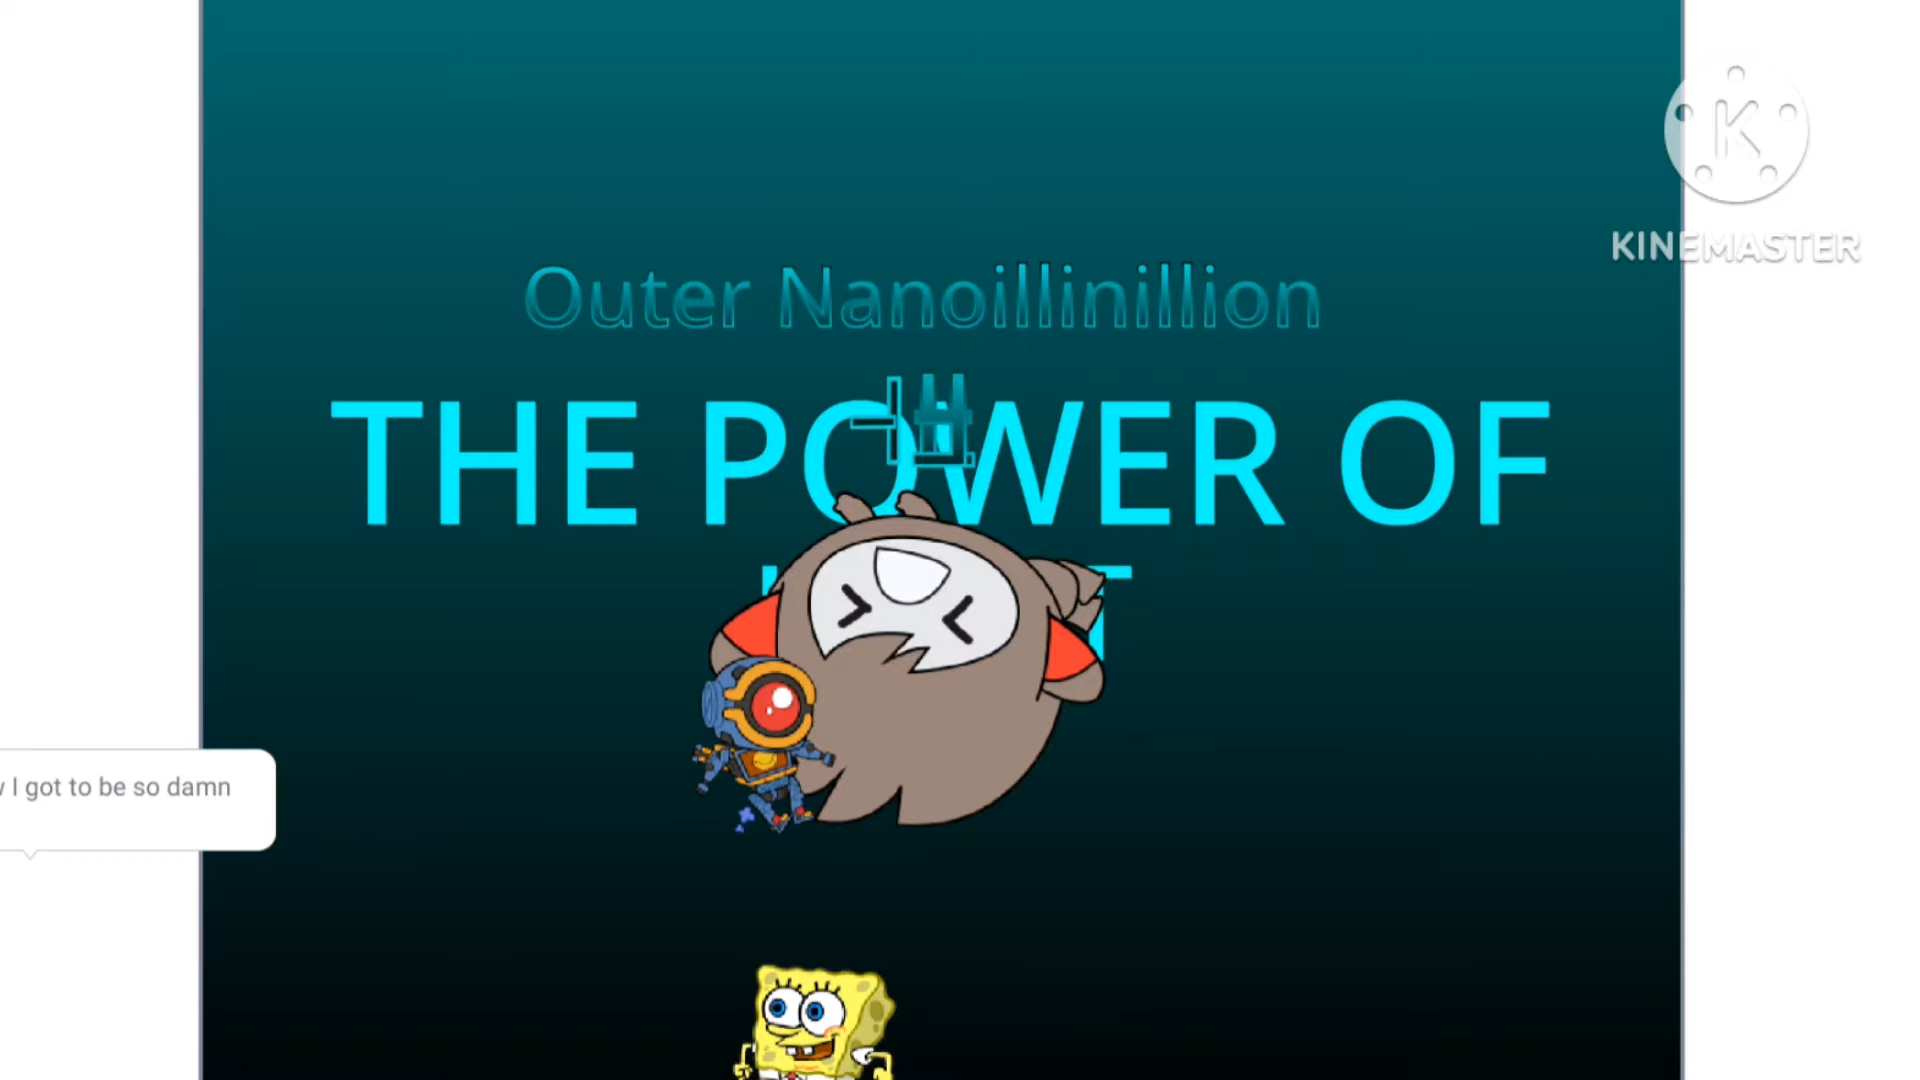 Outer Nanoillinillion
THE POWER OF
I got to be so damn
K
KINEMASTER